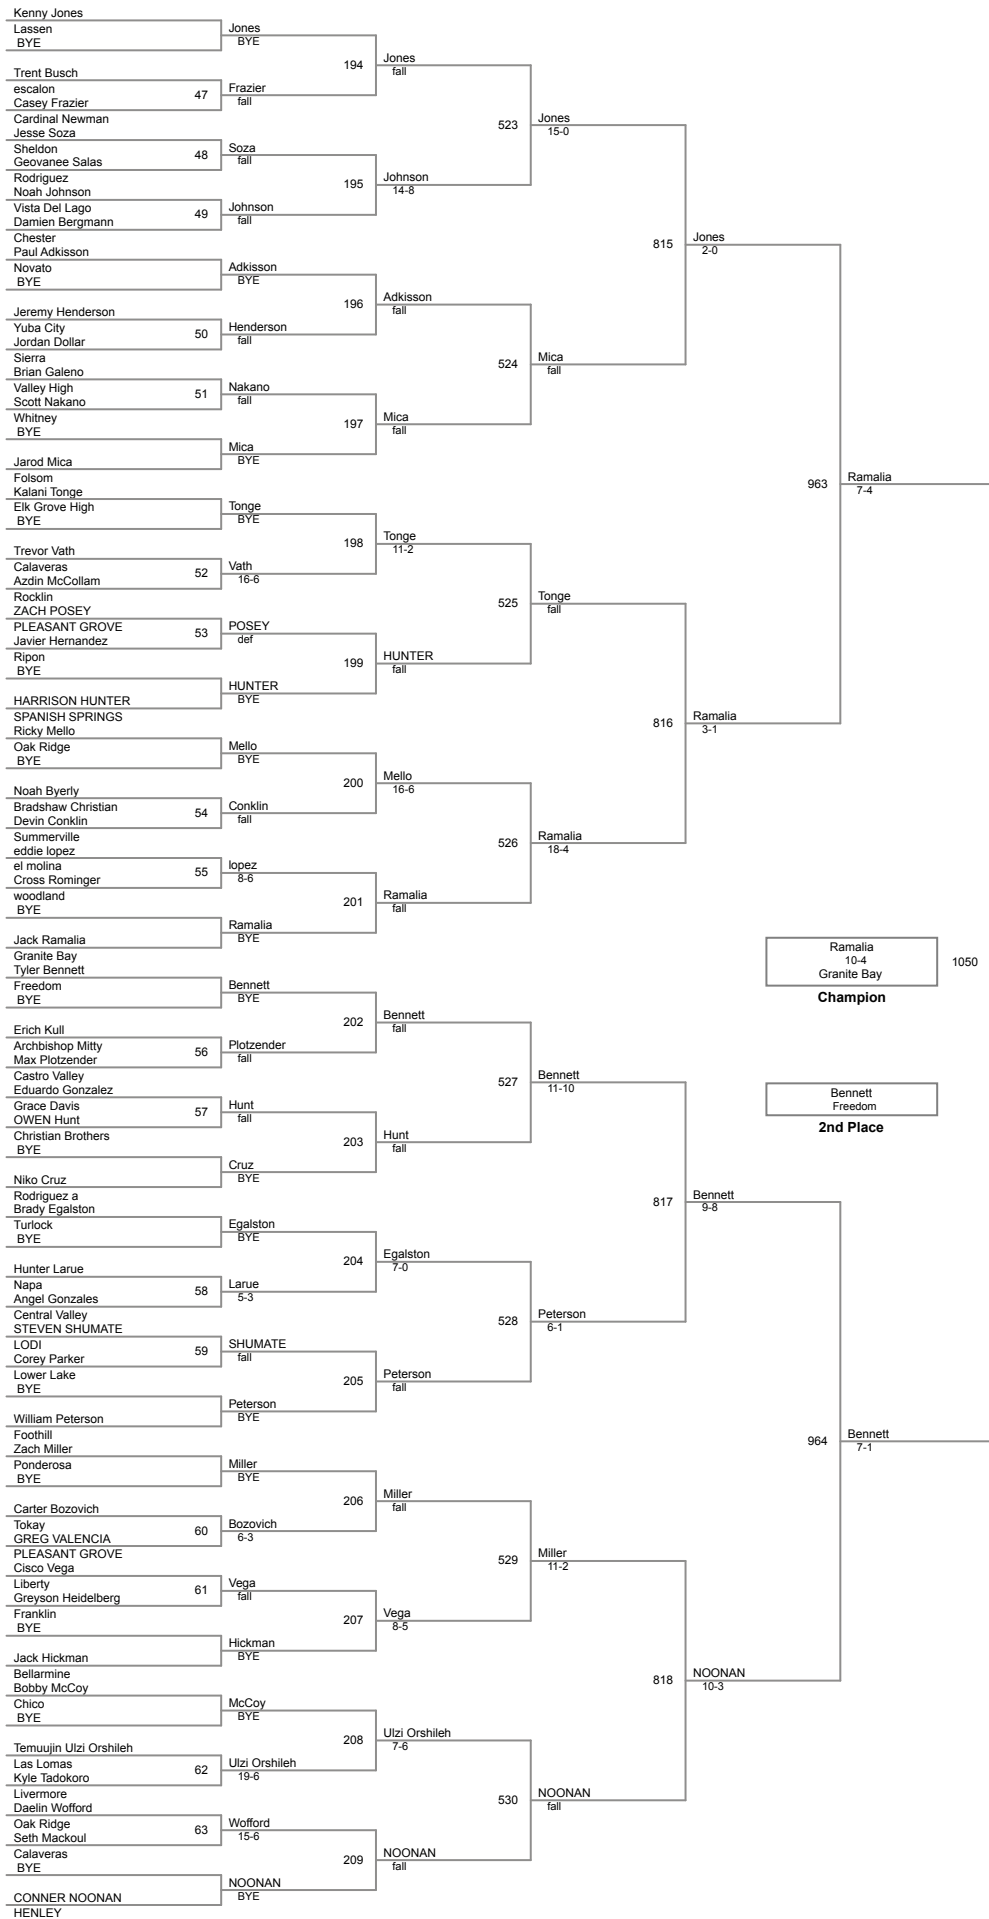 Kenny Jones
Lassen
BYE
Trent Busch
escalon
47
Casey Frazier
Cardinal Newman
Jesse Soza
Sheldon
48
Geovanee Salas
Rodriguez
Noah Johnson
Vista Del Lago
49
Damien Bergmann
Chester
Paul Adkisson
Novato
BYE
Jeremy Henderson
Yuba City
50
Jordan Dollar
Sierra
Brian Galeno
Valley High
51
Scott Nakano
Whitney
BYE
Jarod Mica
Folsom
Kalani Tonge
Elk Grove High
BYE
Trevor Vath
Calaveras
52
Azdin McCollam
Rocklin
ZACH POSEY
PLEASANT GROVE
53
Javier Hernandez
Ripon
BYE
HARRISON HUNTER
SPANISH SPRINGS
Ricky Mello
Oak Ridge
BYE
Noah Byerly
Bradshaw Christian
54
Devin Conklin
Summerville
eddie lopez
el molina
55
Cross Rominger
woodland
BYE
Jack Ramalia
Granite Bay
Tyler Bennett
Freedom
BYE
Erich Kull
Archbishop Mitty
56
Max Plotzender
Castro Valley
Eduardo Gonzalez
Grace Davis
57
OWEN Hunt
Christian Brothers
BYE
Niko Cruz
Rodriguez a
Brady Egalston
Turlock
BYE
Hunter Larue
Napa
58
Angel Gonzales
Central Valley
STEVEN SHUMATE
LODI
59
Corey Parker
Lower Lake
BYE
William Peterson
Foothill
Zach Miller
Ponderosa
BYE
Carter Bozovich
Tokay
60
GREG VALENCIA
PLEASANT GROVE
Cisco Vega
Liberty
61
Greyson Heidelberg
Franklin
BYE
Jack Hickman
Bellarmine
Bobby McCoy
Chico
BYE
Temuujin Ulzi Orshileh
Las Lomas
62
Kyle Tadokoro
Livermore
Daelin Wofford
Oak Ridge
63
Seth Mackoul
Calaveras
BYE
CONNER NOONAN
HENLEY
Jones
BYE
194
Frazier
fall
Soza
fall
195
Johnson
fall
Adkisson
BYE
196
Henderson
fall
Nakano
fall
197
Mica
BYE
Tonge
BYE
198
Vath
16-6
POSEY
def
199
HUNTER
BYE
Mello
BYE
200
Conklin
fall
lopez
8-6
201
Ramalia
BYE
Bennett
BYE
202
Plotzender
fall
Hunt
fall
203
Cruz
BYE
Egalston
BYE
204
Larue
5-3
SHUMATE
fall
205
Peterson
BYE
Miller
BYE
206
Bozovich
6-3
Vega
fall
207
Hickman
BYE
McCoy
BYE
208
Ulzi Orshileh
19-6
Wofford
15-6
209
NOONAN
BYE
Jones
fall
523
Johnson
14-8
Adkisson
fall
524
Mica
fall
Tonge
11-2
525
HUNTER
fall
Mello
16-6
526
Ramalia
fall
Bennett
fall
527
Hunt
fall
Egalston
7-0
528
Peterson
fall
Miller
fall
529
Vega
8-5
Ulzi Orshileh
7-6
530
NOONAN
fall
Jones
15-0
815
Mica
fall
Tonge
fall
816
Ramalia
18-4
Bennett
11-10
817
Peterson
6-1
Miller
11-2
818
NOONAN
fall
Jones
2-0
963
Ramalia
3-1
Bennett
9-8
964
NOONAN
10-3
Ramalia
7-4
Bennett
7-1
Ramalia
10-4
Granite Bay
1050
Champion
Bennett
Freedom
2nd Place